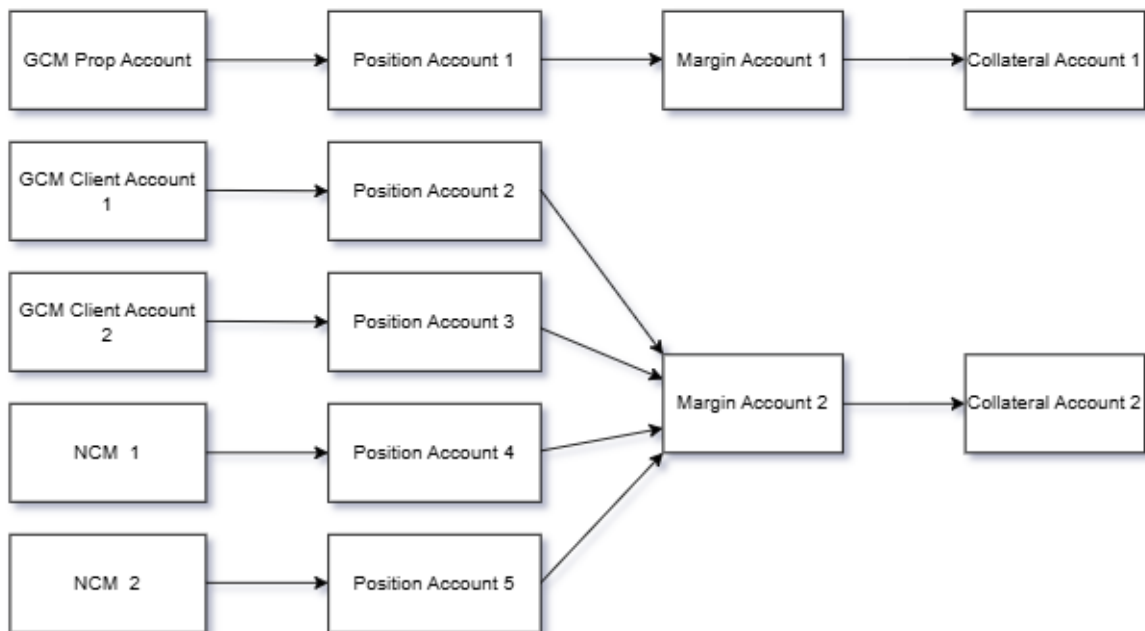 GCM Prop Account
Position Account 1
Margin Account 1
Collateral Account 1
GCM Client Account
1
Position Account 2
GCM Client Account
2
Position Account 3
Margin Account 2
Collateral Account 2
NCM 1
Position Account 4
NCM 2
Position Account 5